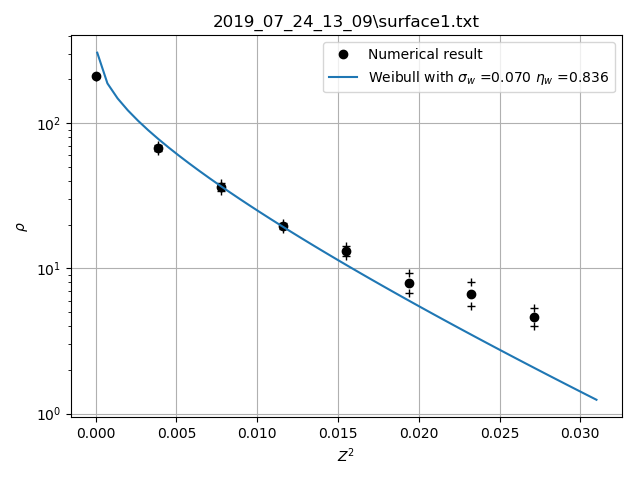 2019_07_24_13_09\surface1.txt
Numerical result
Weibull with σw =0.070 ηw =0.836
ρ
10²
10¹
10⁰
0.000 0.005 0.010 0.015 0.020 0.025 0.030
Z²